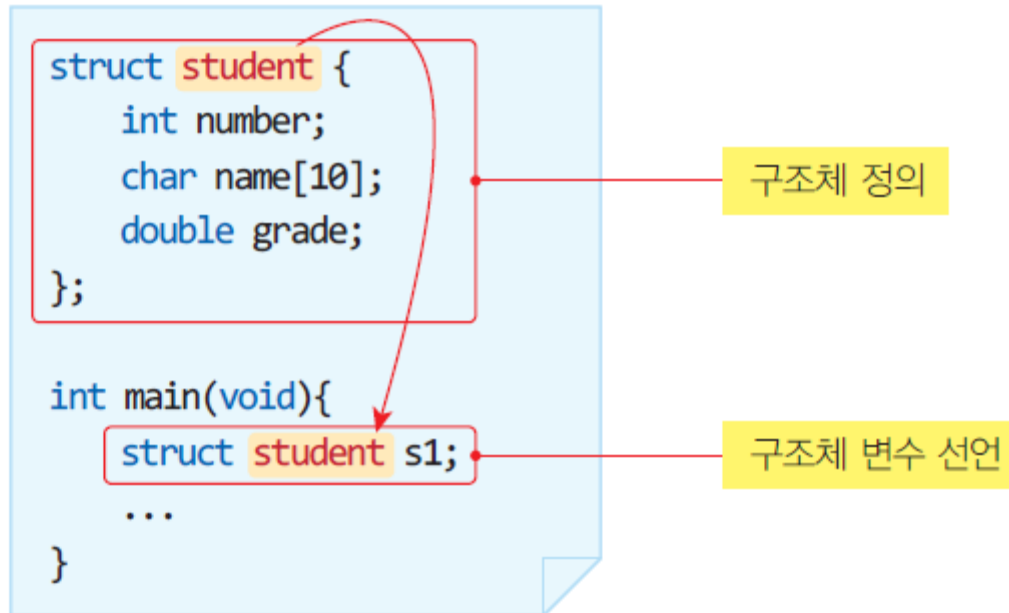 struct student {
int number;
char name[10];
double grade;
};
구조체 정의
int main(void){
struct student s1;
구조체 변수 선언
...
}